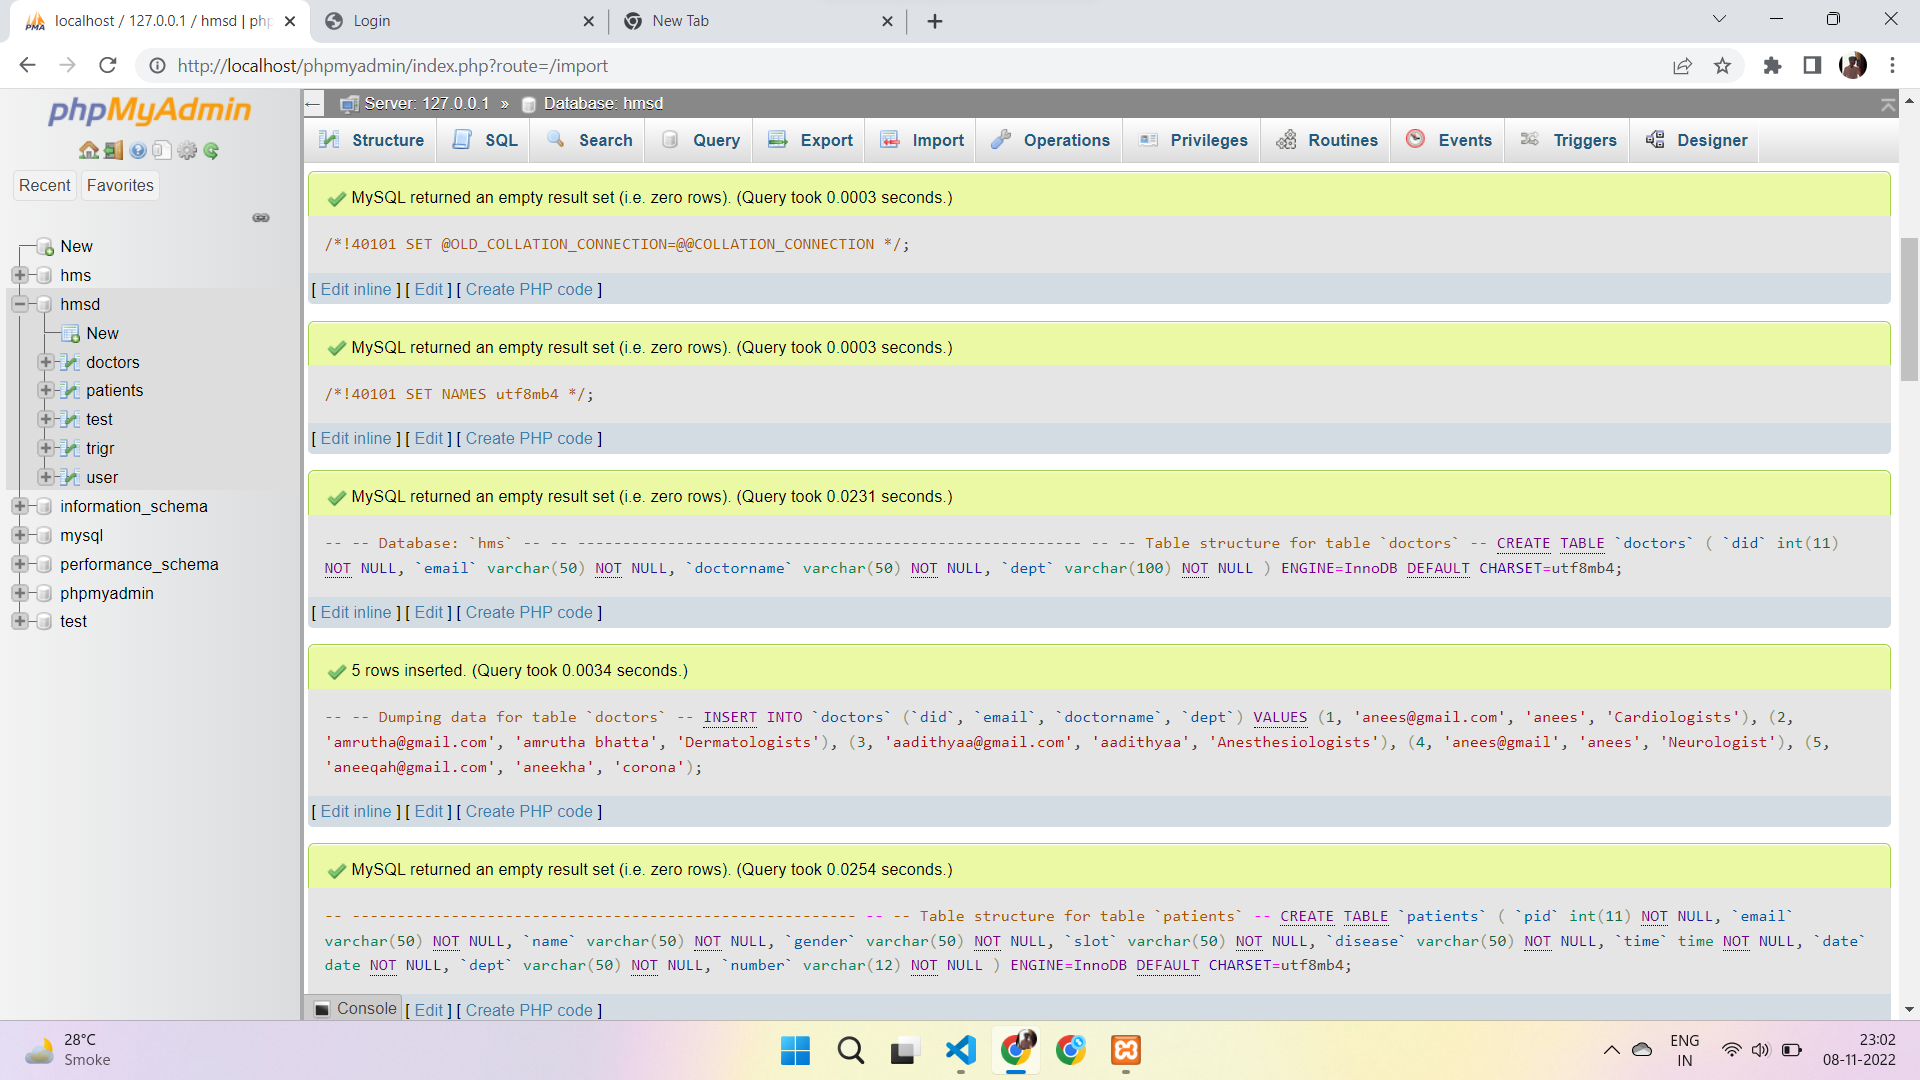 localhost / 127.0.0.1 / hmsd | php
Login
New Tab
http://localhost/phpmyadmin/index.php?route=/import
phpMyAdmin
Recent
Favorites
New
hms
hmsd
New
doctors
patients
test
trigr
user
information_schema
mysql
performance_schema
phpmyadmin
test
Server: 127.0.0.1 » Database: hmsd
Structure
SQL
Search
Query
Export
Import
Operations
Privileges
Routines
Events
Triggers
Designer
MySQL returned an empty result set (i.e. zero rows). (Query took 0.0003 seconds.)
/*!40101 SET @OLD_COLLATION_CONNECTION=@@COLLATION_CONNECTION */;
[ Edit inline ] [ Edit ] [ Create PHP code ]
MySQL returned an empty result set (i.e. zero rows). (Query took 0.0003 seconds.)
/*!40101 SET NAMES utf8mb4 */;
[ Edit inline ] [ Edit ] [ Create PHP code ]
MySQL returned an empty result set (i.e. zero rows). (Query took 0.0231 seconds.)
-- -- Database: `hms` -- -- -------------------------------------------------------- -- -- Table structure for table `doctors` -- CREATE TABLE `doctors` ( `did` int(11)
NOT NULL, `email` varchar(50) NOT NULL, `doctorname` varchar(50) NOT NULL, `dept` varchar(100) NOT NULL ) ENGINE=InnoDB DEFAULT CHARSET=utf8mb4;
[ Edit inline ] [ Edit ] [ Create PHP code ]
5 rows inserted. (Query took 0.0034 seconds.)
-- -- Dumping data for table `doctors` -- INSERT INTO `doctors` (`did`, `email`, `doctorname`, `dept`) VALUES (1, 'anees@gmail.com', 'anees', 'Cardiologists'), (2,
'amrutha@gmail.com', 'amrutha bhatta', 'Dermatologists'), (3, 'aadithyaa@gmail.com', 'aadithyaa', 'Anesthesiologists'), (4, 'anees@gmail', 'anees', 'Neurologist'), (5,
'aneeqah@gmail.com', 'aneekha', 'corona');
[ Edit inline ] [ Edit ] [ Create PHP code ]
MySQL returned an empty result set (i.e. zero rows). (Query took 0.0254 seconds.)
-- -------------------------------------------------------- -- -- Table structure for table `patients` -- CREATE TABLE `patients` ( `pid` int(11) NOT NULL, `email`
varchar(50) NOT NULL, `name` varchar(50) NOT NULL, `gender` varchar(50) NOT NULL, `slot` varchar(50) NOT NULL, `disease` varchar(50) NOT NULL, `time` time NOT NULL, `date`
date NOT NULL, `dept` varchar(50) NOT NULL, `number` varchar(12) NOT NULL ) ENGINE=InnoDB DEFAULT CHARSET=utf8mb4;
Console [ Edit ] [ Create PHP code ]
28°C
Smoke
ENG
IN
23:02
08-11-2022